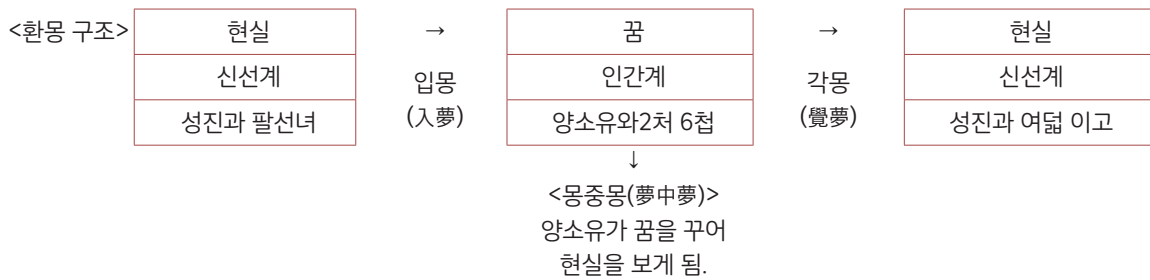 <환몽 구조> 현실 → 꿈 → 현실
신선계 입몽 인간계 각몽 신선계
성진과 팔선녀 (入夢) 양소유와2처 6첩 (覺夢) 성진과 여덟 이고
↓
<몽중몽(夢中夢)>
양소유가 꿈을 꾸어
현실을 보게 됨.